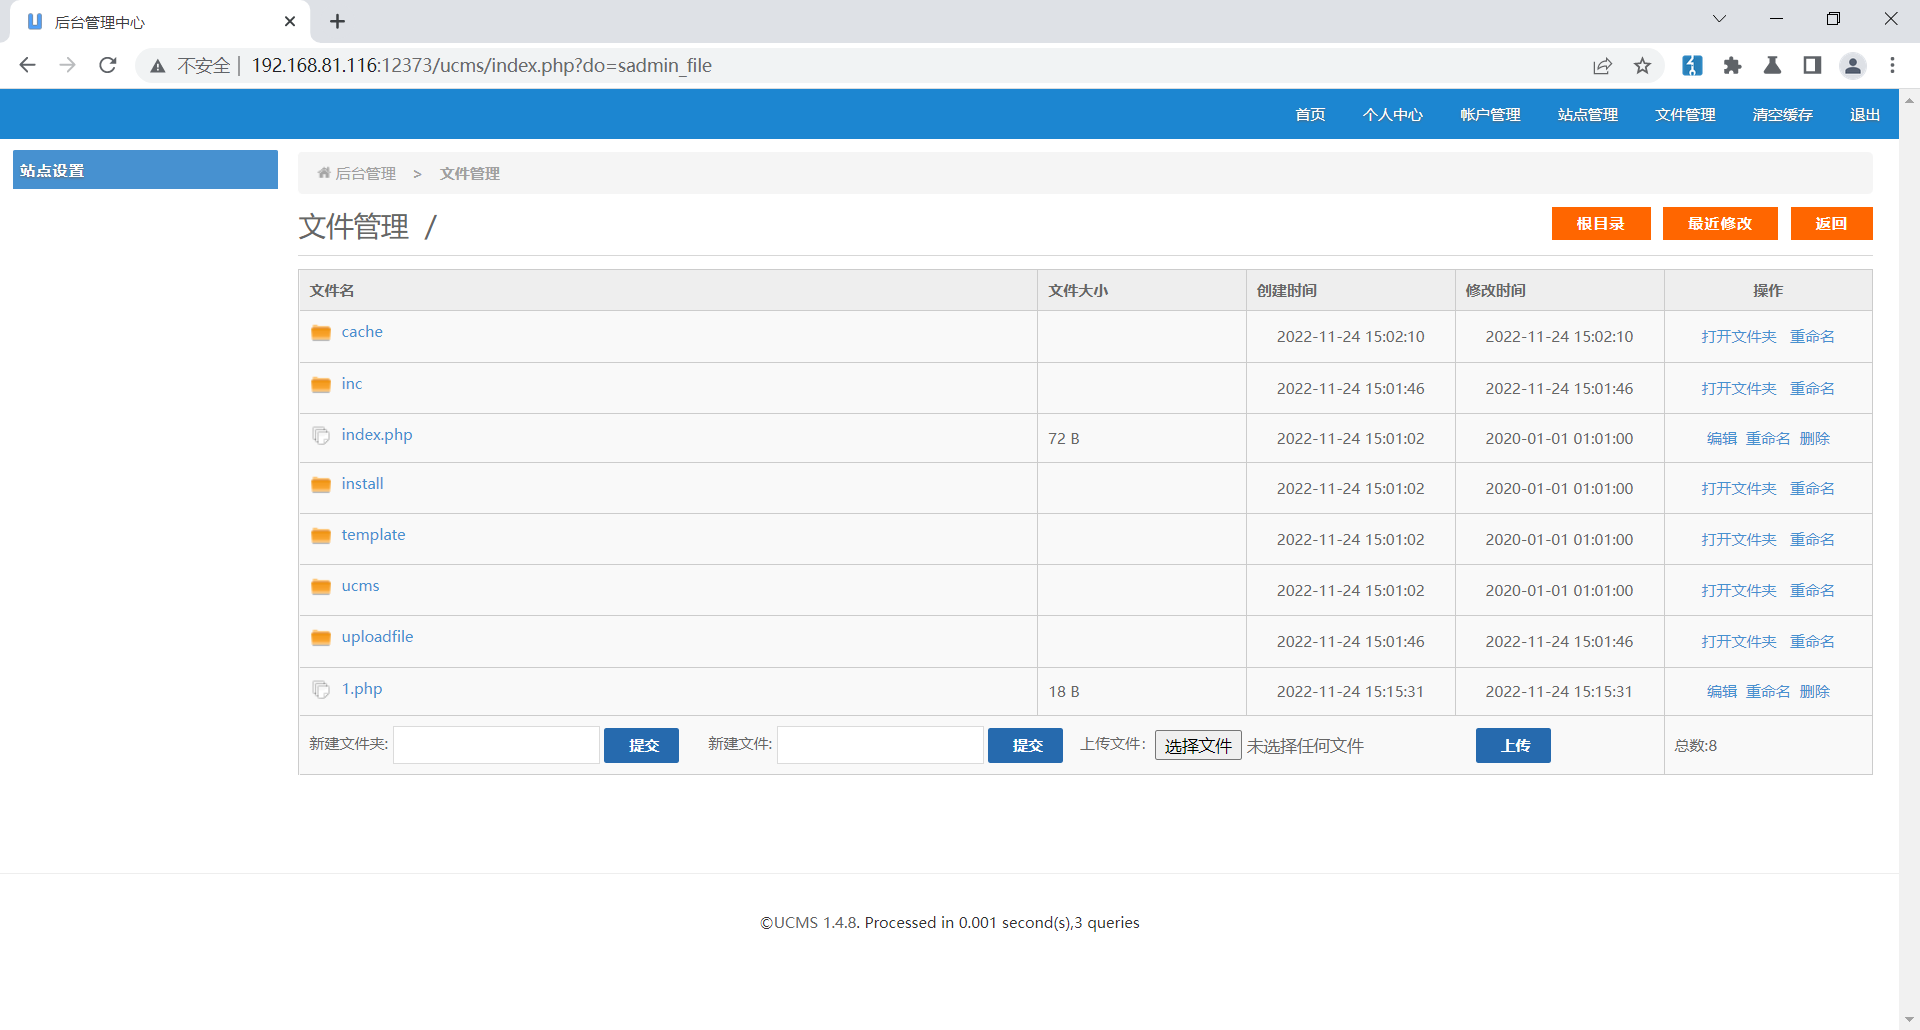 后台管理中心
不安全 | 192.168.81.116:12373/ucms/index.php?do=sadmin_file
首页 个人中心 帐户管理 站点管理 文件管理 清空缓存 退出
站点设置
后台管理 > 文件管理
文件管理 /
根目录 最近修改 返回
文件名 文件大小 创建时间 修改时间 操作
cache 2022-11-24 15:02:10 2022-11-24 15:02:10 打开文件夹 重命名
inc 2022-11-24 15:01:46 2022-11-24 15:01:46 打开文件夹 重命名
index.php 72 B 2022-11-24 15:01:02 2020-01-01 01:01:00 编辑 重命名 删除
install 2022-11-24 15:01:02 2020-01-01 01:01:00 打开文件夹 重命名
template 2022-11-24 15:01:02 2020-01-01 01:01:00 打开文件夹 重命名
ucms 2022-11-24 15:01:02 2020-01-01 01:01:00 打开文件夹 重命名
uploadfile 2022-11-24 15:01:46 2022-11-24 15:01:46 打开文件夹 重命名
1.php 18 B 2022-11-24 15:15:31 2022-11-24 15:15:31 编辑 重命名 删除
新建文件夹: 提交 新建文件: 提交 上传文件: 选择文件 未选择任何文件 上传 总数:8
©UCMS 1.4.8. Processed in 0.001 second(s),3 queries